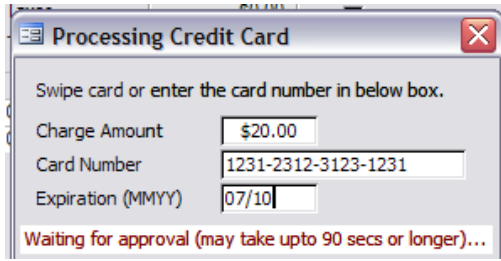 Processing Credit Card
Swipe card or enter the card number in below box.
Charge Amount $20.00
Card Number 1231-2312-3123-1231
Expiration (MMYY) 07/10
Waiting for approval (may take upto 90 secs or longer)...